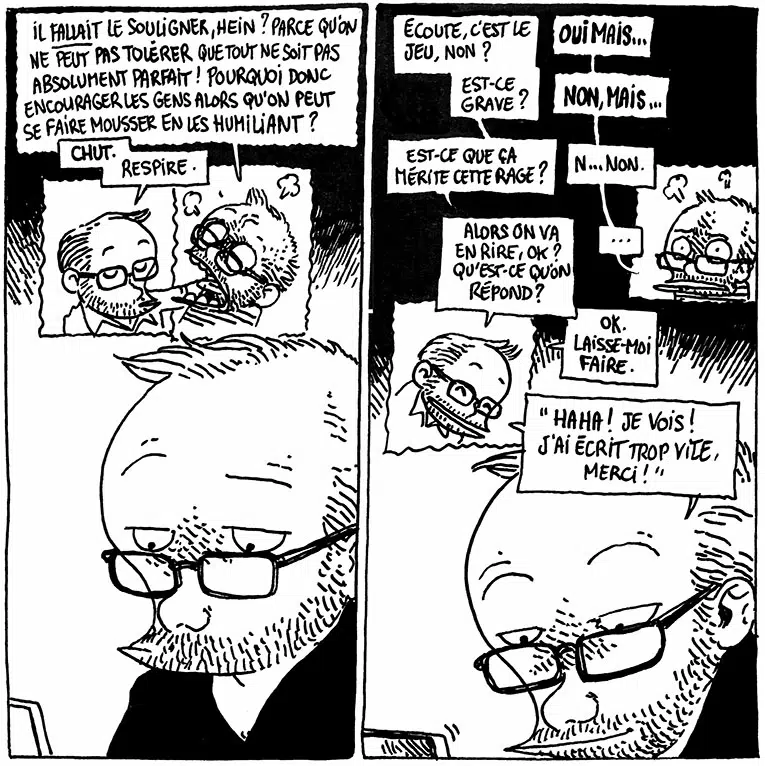 IL FALLAIT LE SOULIGNER, HEIN ? PARCE QU'ON
NE PEUT PAS TOLÉRER QUE TOUT NE SOIT PAS
ABSOLUMENT PARFAIT ! POURQUOI DONC
ENCOURAGER LES GENS ALORS QU'ON PEUT
SE FAIRE MOUSSER EN LES HUMILIANT ?
CHUT.
RESPIRE.
ÉCOUTE, C'EST LE
JEU, NON ?
OUI MAIS...
EST-CE
GRAVE ?
NON, MAIS...
EST-CE QUE ÇA
MÉRITE CETTE RAGE ?
N... NON.
ALORS ON VA
EN RIRE, OK ?
QU'EST-CE QU'ON
RÉPOND ?
...
OK.
LAISSE-MOI
FAIRE.
"HAHA ! JE VOIS !
J'AI ÉCRIT TROP VITE,
MERCI !"